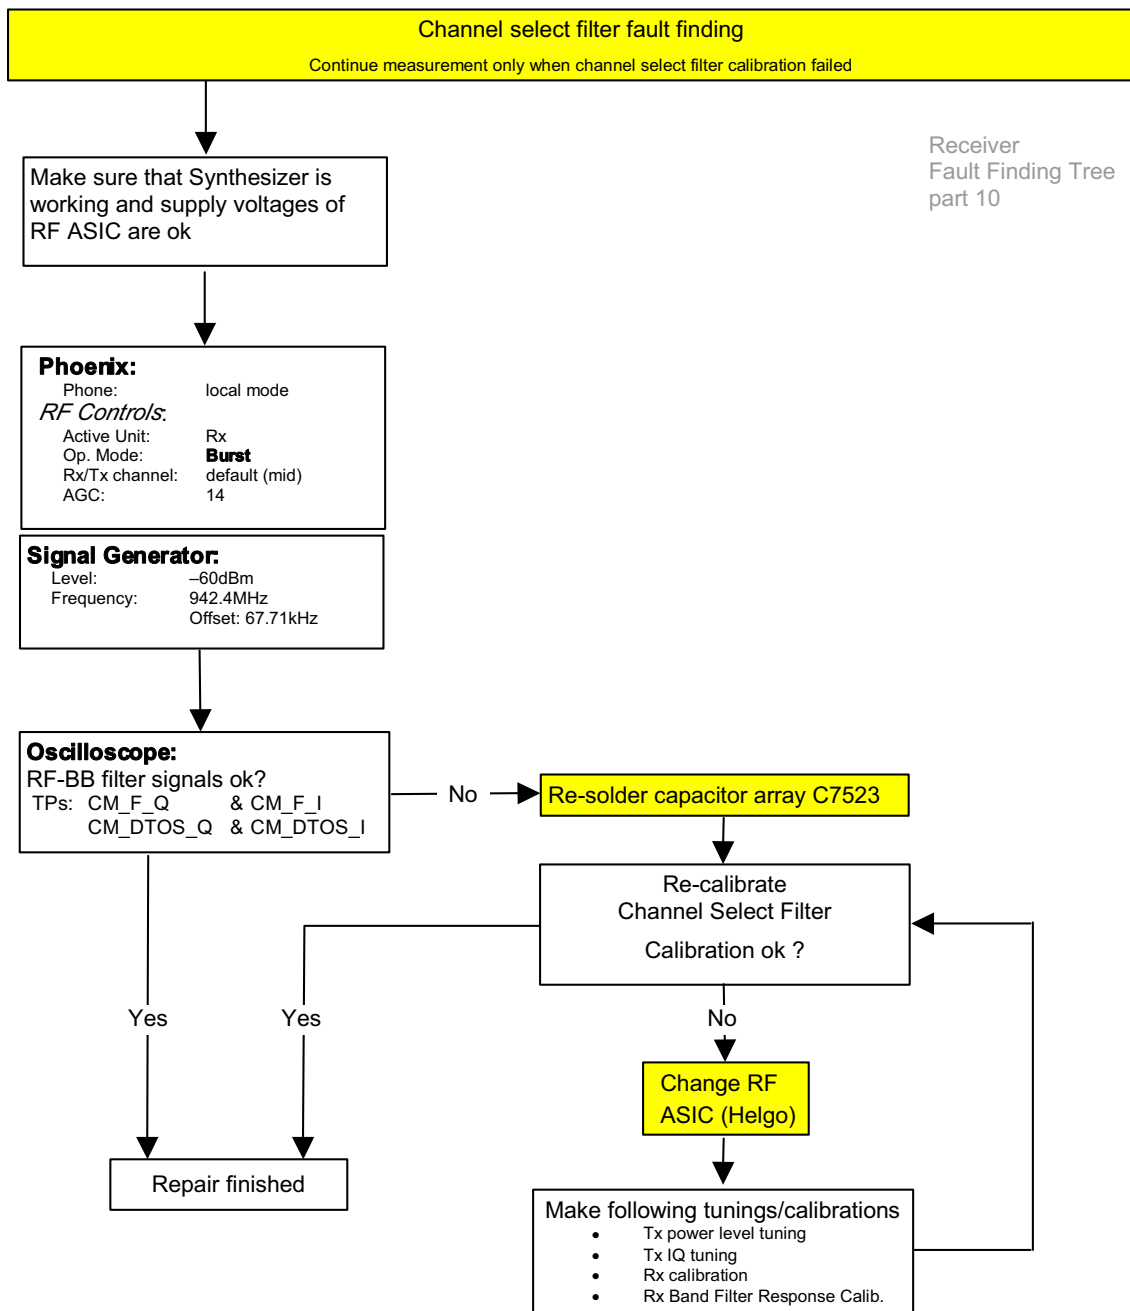 Channel select filter fault finding
Continue measurement only when channel select filter calibration failed
Receiver
Fault Finding Tree
part 10
Make sure that Synthesizer is
working and supply voltages of
RF ASIC are ok
Phoenix:
Phone: local mode
RF Controls:
Active Unit: Rx
Op. Mode: Burst
Rx/Tx channel: default (mid)
AGC: 14
Signal Generator:
Level: –60dBm
Frequency: 942.4MHz
Offset: 67.71kHz
Oscilloscope:
RF-BB filter signals ok?
TPs: CM_F_Q & CM_F_I
CM_DTOS_Q & CM_DTOS_I
No
Re-solder capacitor array C7523
Re-calibrate
Channel Select Filter
Calibration ok ?
Yes
Yes
No
Change RF
ASIC (Helgo)
Repair finished
Make following tunings/calibrations
• Tx power level tuning
• Tx IQ tuning
• Rx calibration
• Rx Band Filter Response Calib.